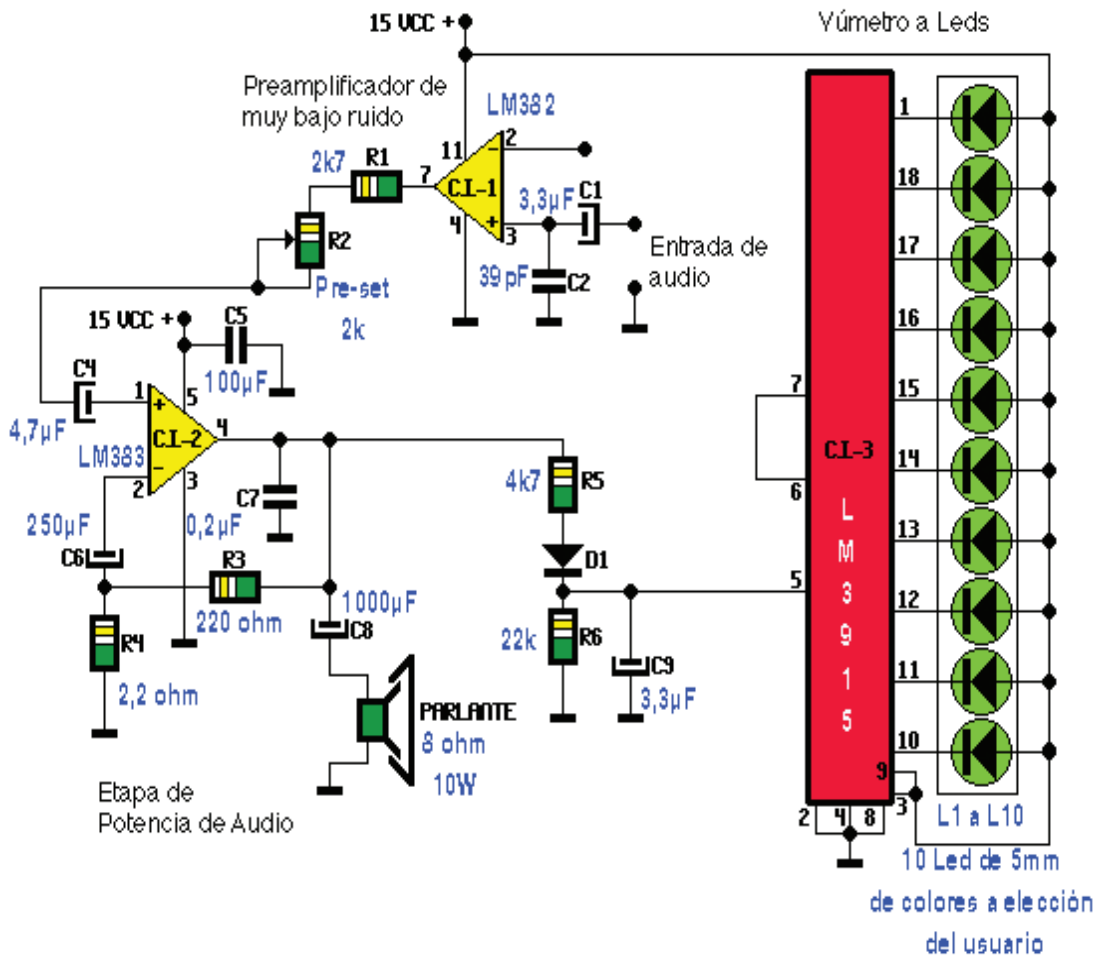 15 VCC +
Vúmetro a Leds
Preamplificador de
muy bajo ruido
LM382
2k7
R1
7
11
2
-
C.I.-1
+
4
3
3,3µF
C1
39pF
C2
Entrada de
audio
R2
Pre-set
2k
15 VCC +
C5
100µF
C4
4,7µF
1
+
5
C.I.-2
4
LM383
-
2
3
250µF
C6
0,2µF
C7
R3
220 ohm
R4
2,2 ohm
1000µF
C8
PARLANTE
8 ohm
10W
4k7
R5
D1
22k
R6
C9
3,3µF
Etapa de
Potencia de Audio
7
6
5
C.I.-3
L
M
3
9
1
5
1
18
17
16
15
14
13
12
11
10
9
3
2
4
8
L1 a L10
10 Led de 5mm
de colores a elección
del usuario